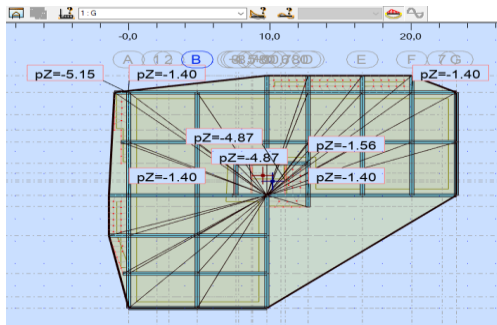 1 : G
-0,0 10,0 20,0
A 1 2 B E F 7 G
pZ=-5.15 pZ=-1.40 pZ=-1.40
pZ=-4.87 pZ=-1.56
pZ=-4.87
pZ=-1.40 pZ=-1.40